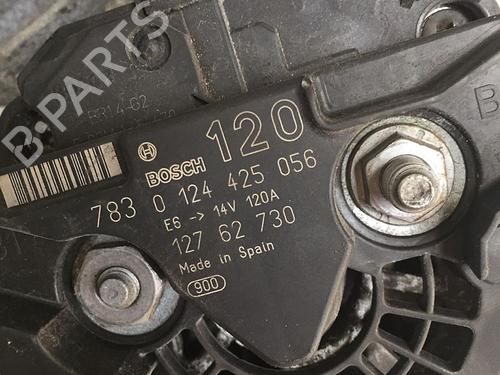 B-PARTS
120
BOSCH
783 0 124 425 056
E6 -> 14V 120A
127 62 730
Made in Spain
900
B